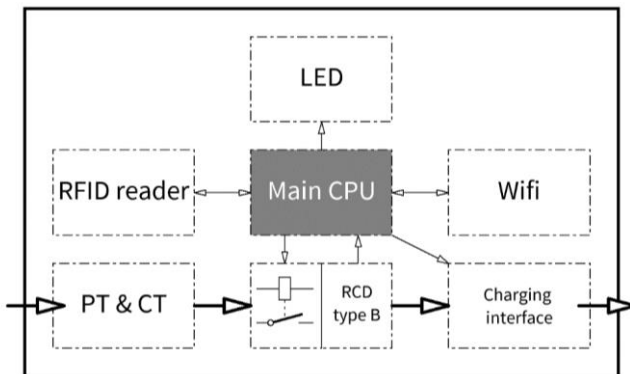 LED
RFID reader
Main CPU
Wifi
PT & CT
RCD
type B
Charging
interface